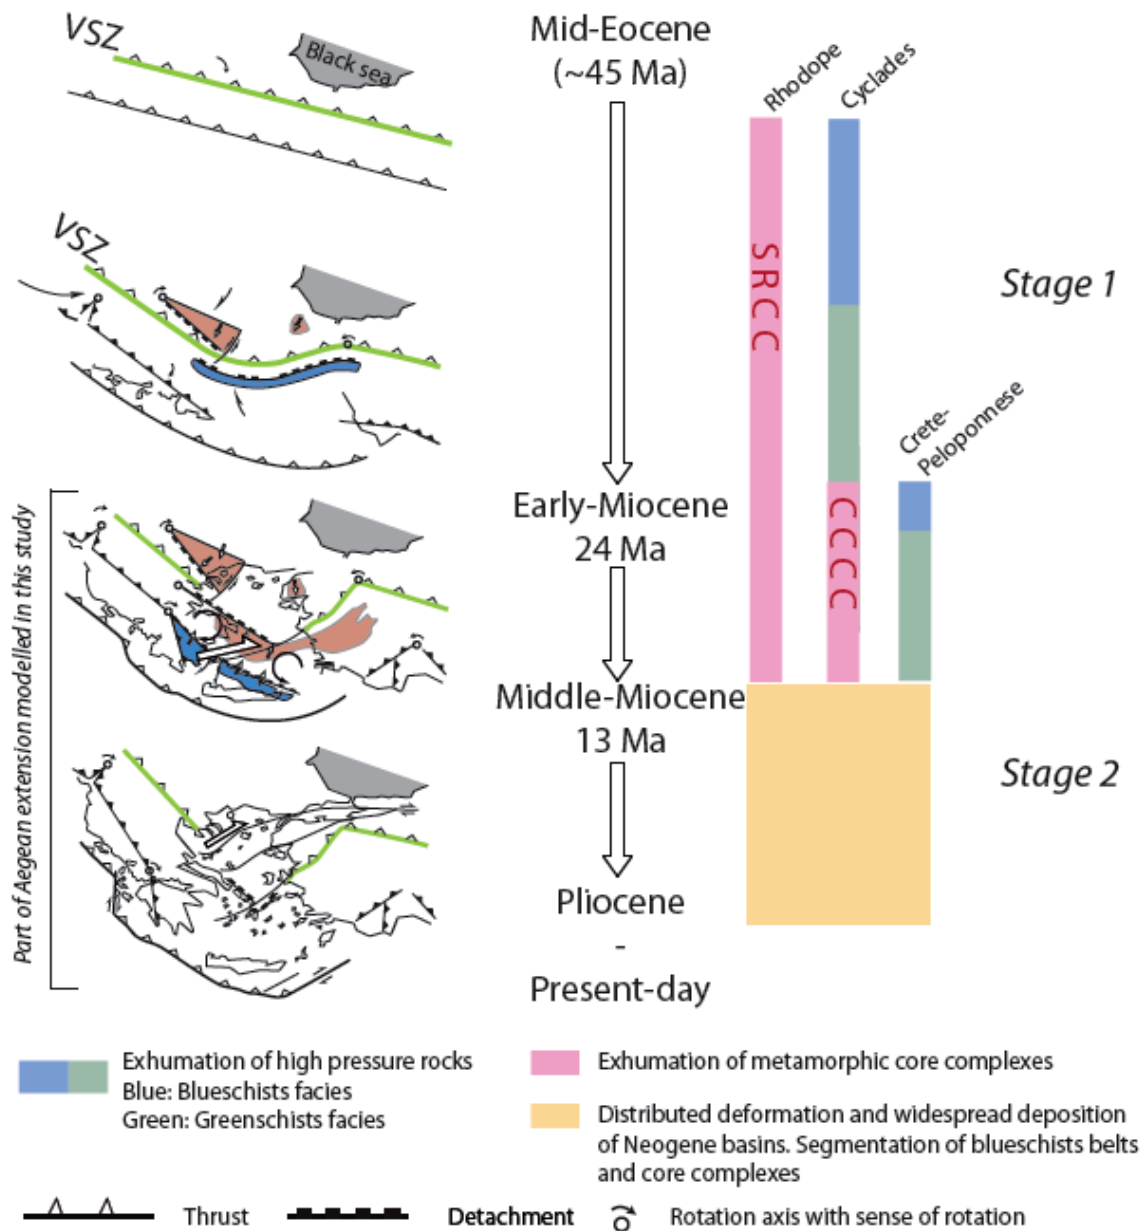 VSZ
Black sea
Mid-Eocene
(~45 Ma)
Rhodope
Cyclades
VSZ
SRCC
Stage 1
Crete-
Peloponnese
Early-Miocene
24 Ma
CCCC
Part of Aegean extension modelled in this study
Middle-Miocene
13 Ma
Stage 2
Pliocene
-
Present-day
Exhumation of high pressure rocks
Blue: Blueschists facies
Green: Greenschists facies
Exhumation of metamorphic core complexes
Distributed deformation and widespread deposition
of Neogene basins. Segmentation of blueschists belts
and core complexes
Thrust
Detachment
Rotation axis with sense of rotation